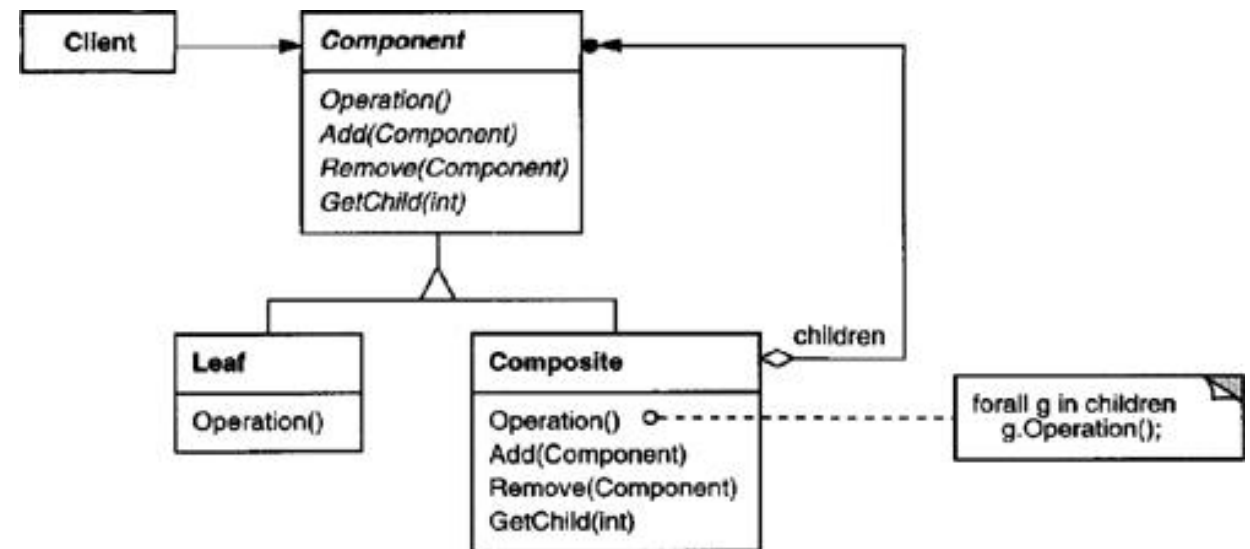 Client
Component
Operation()
Add(Component)
Remove(Component)
GetChild(int)
children
Leaf
Operation()
Composite
Operation()
Add(Component)
Remove(Component)
GetChild(int)
forall g in children
g.Operation();